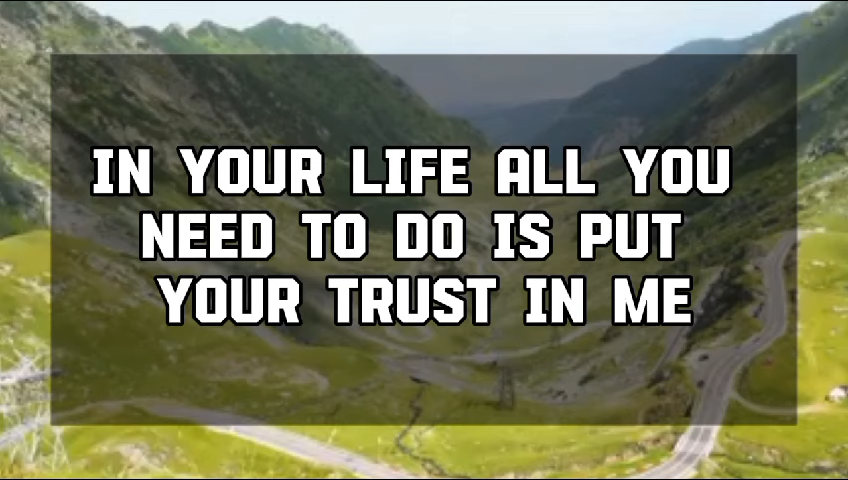 IN YOUR LIFE ALL YOU
NEED TO DO IS PUT
YOUR TRUST IN ME